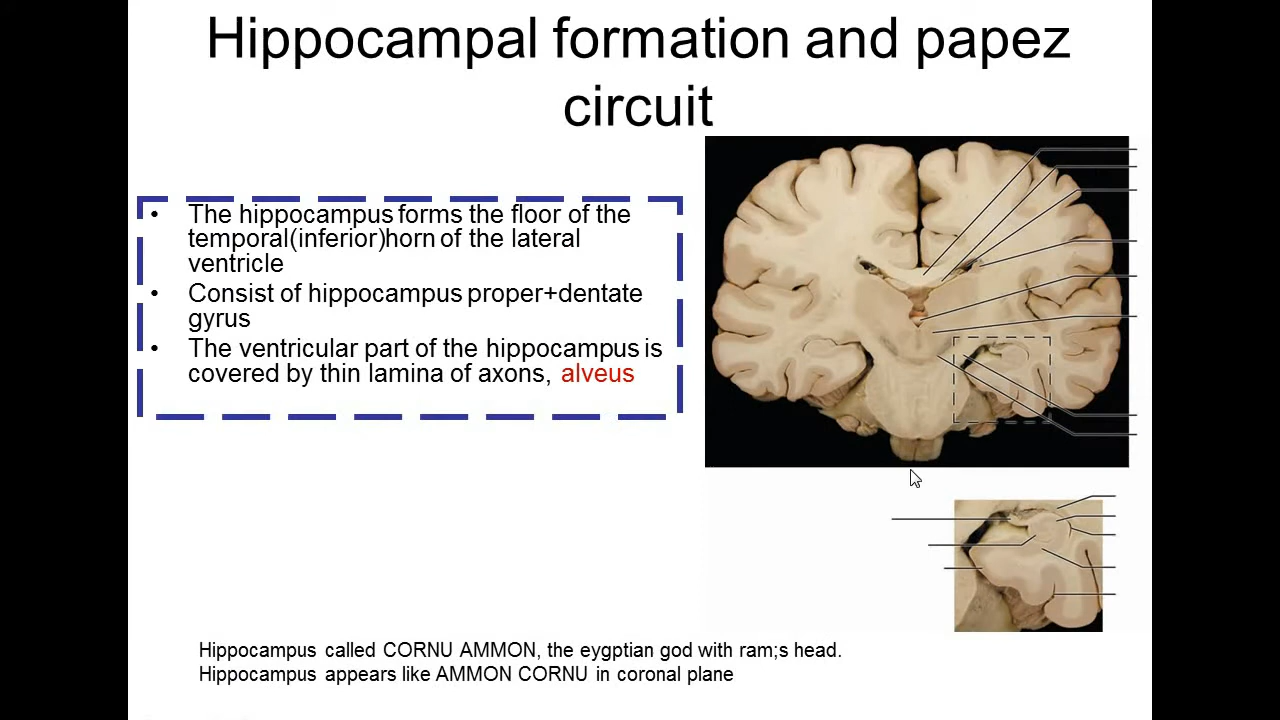 Hippocampal formation and papez
circuit
• The hippocampus forms the floor of the
temporal(inferior)horn of the lateral
ventricle
• Consist of hippocampus proper+dentate
gyrus
• The ventricular part of the hippocampus is
covered by thin lamina of axons, alveus
Hippocampus called CORNU AMMON, the eygptian god with ram;s head.
Hippocampus appears like AMMON CORNU in coronal plane